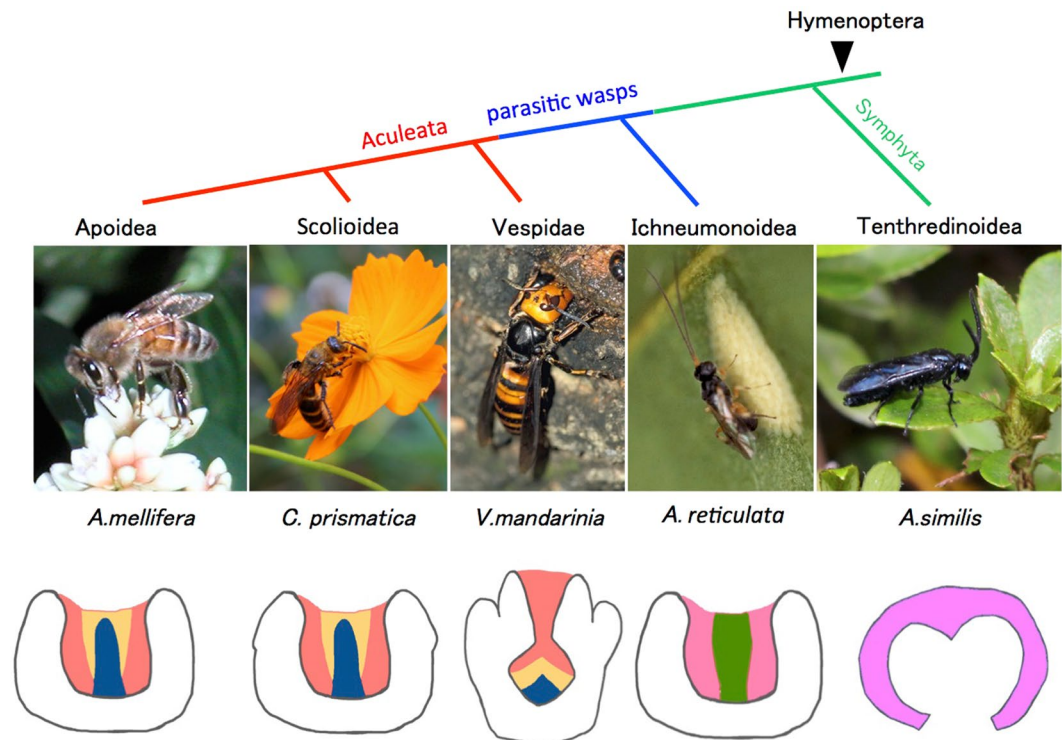 Hymenoptera
parasitic wasps
Aculeata
Symphyta
Apoidea
Scolioidea
Vespidae
Ichneumonoidea
Tenthredinoidea
A.mellifera
C. prismatica
V.mandarinia
A. reticulata
A.similis